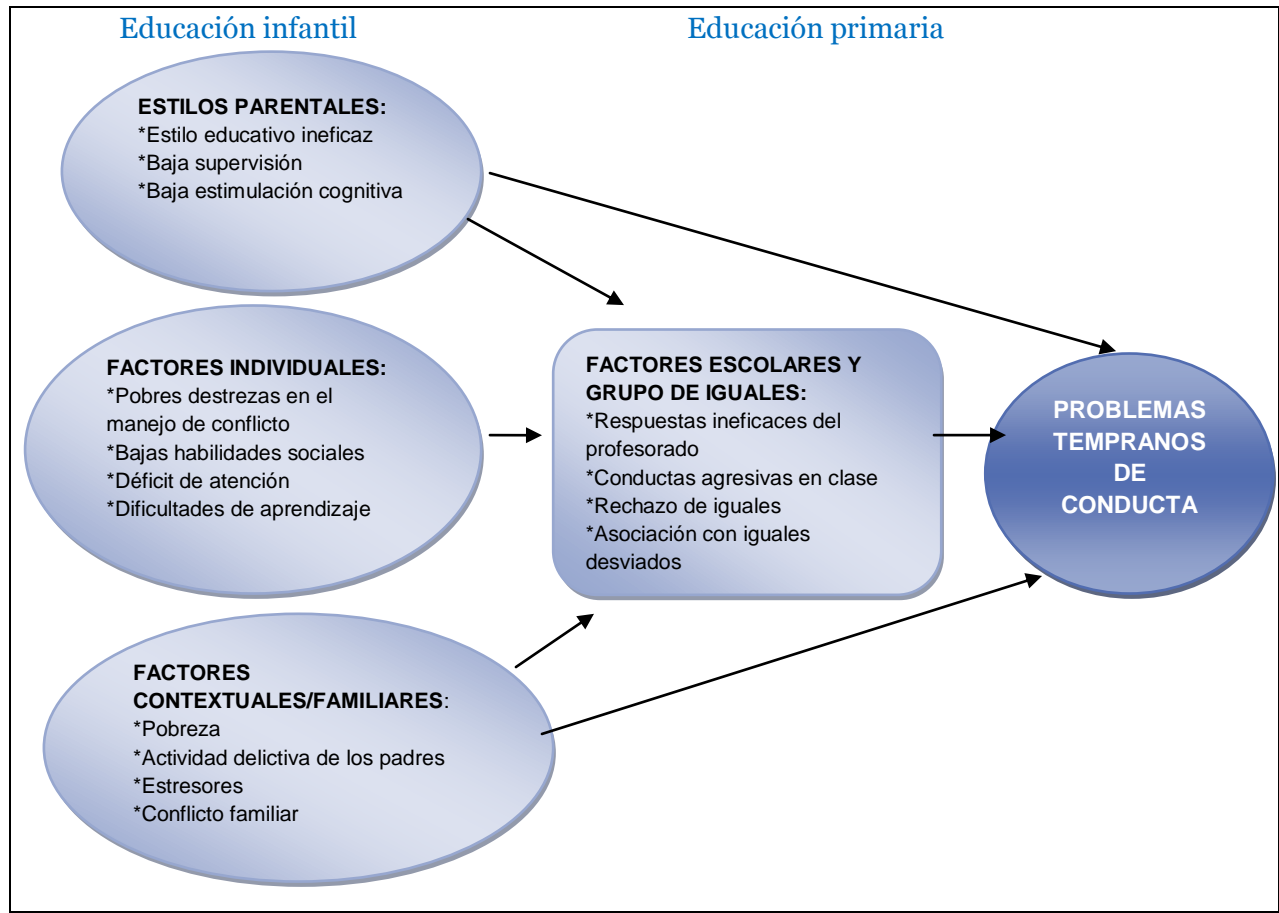 Educación infantil
Educación primaria
ESTILOS PARENTALES:
*Estilo educativo ineficaz
*Baja supervisión
*Baja estimulación cognitiva
FACTORES INDIVIDUALES:
*Pobres destrezas en el
manejo de conflicto
*Bajas habilidades sociales
*Déficit de atención
*Dificultades de aprendizaje
FACTORES
CONTEXTUALES/FAMILIARES:
*Pobreza
*Actividad delictiva de los padres
*Estresores
*Conflicto familiar
FACTORES ESCOLARES Y
GRUPO DE IGUALES:
*Respuestas ineficaces del
profesorado
*Conductas agresivas en clase
*Rechazo de iguales
*Asociación con iguales
desviados
PROBLEMAS
TEMPRANOS
DE
CONDUCTA